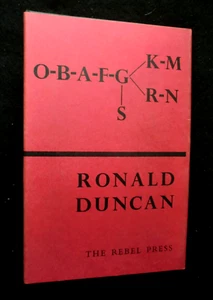 K-M
O-B-A-F-G
R-N
S
RONALD
DUNCAN
THE REBEL PRESS